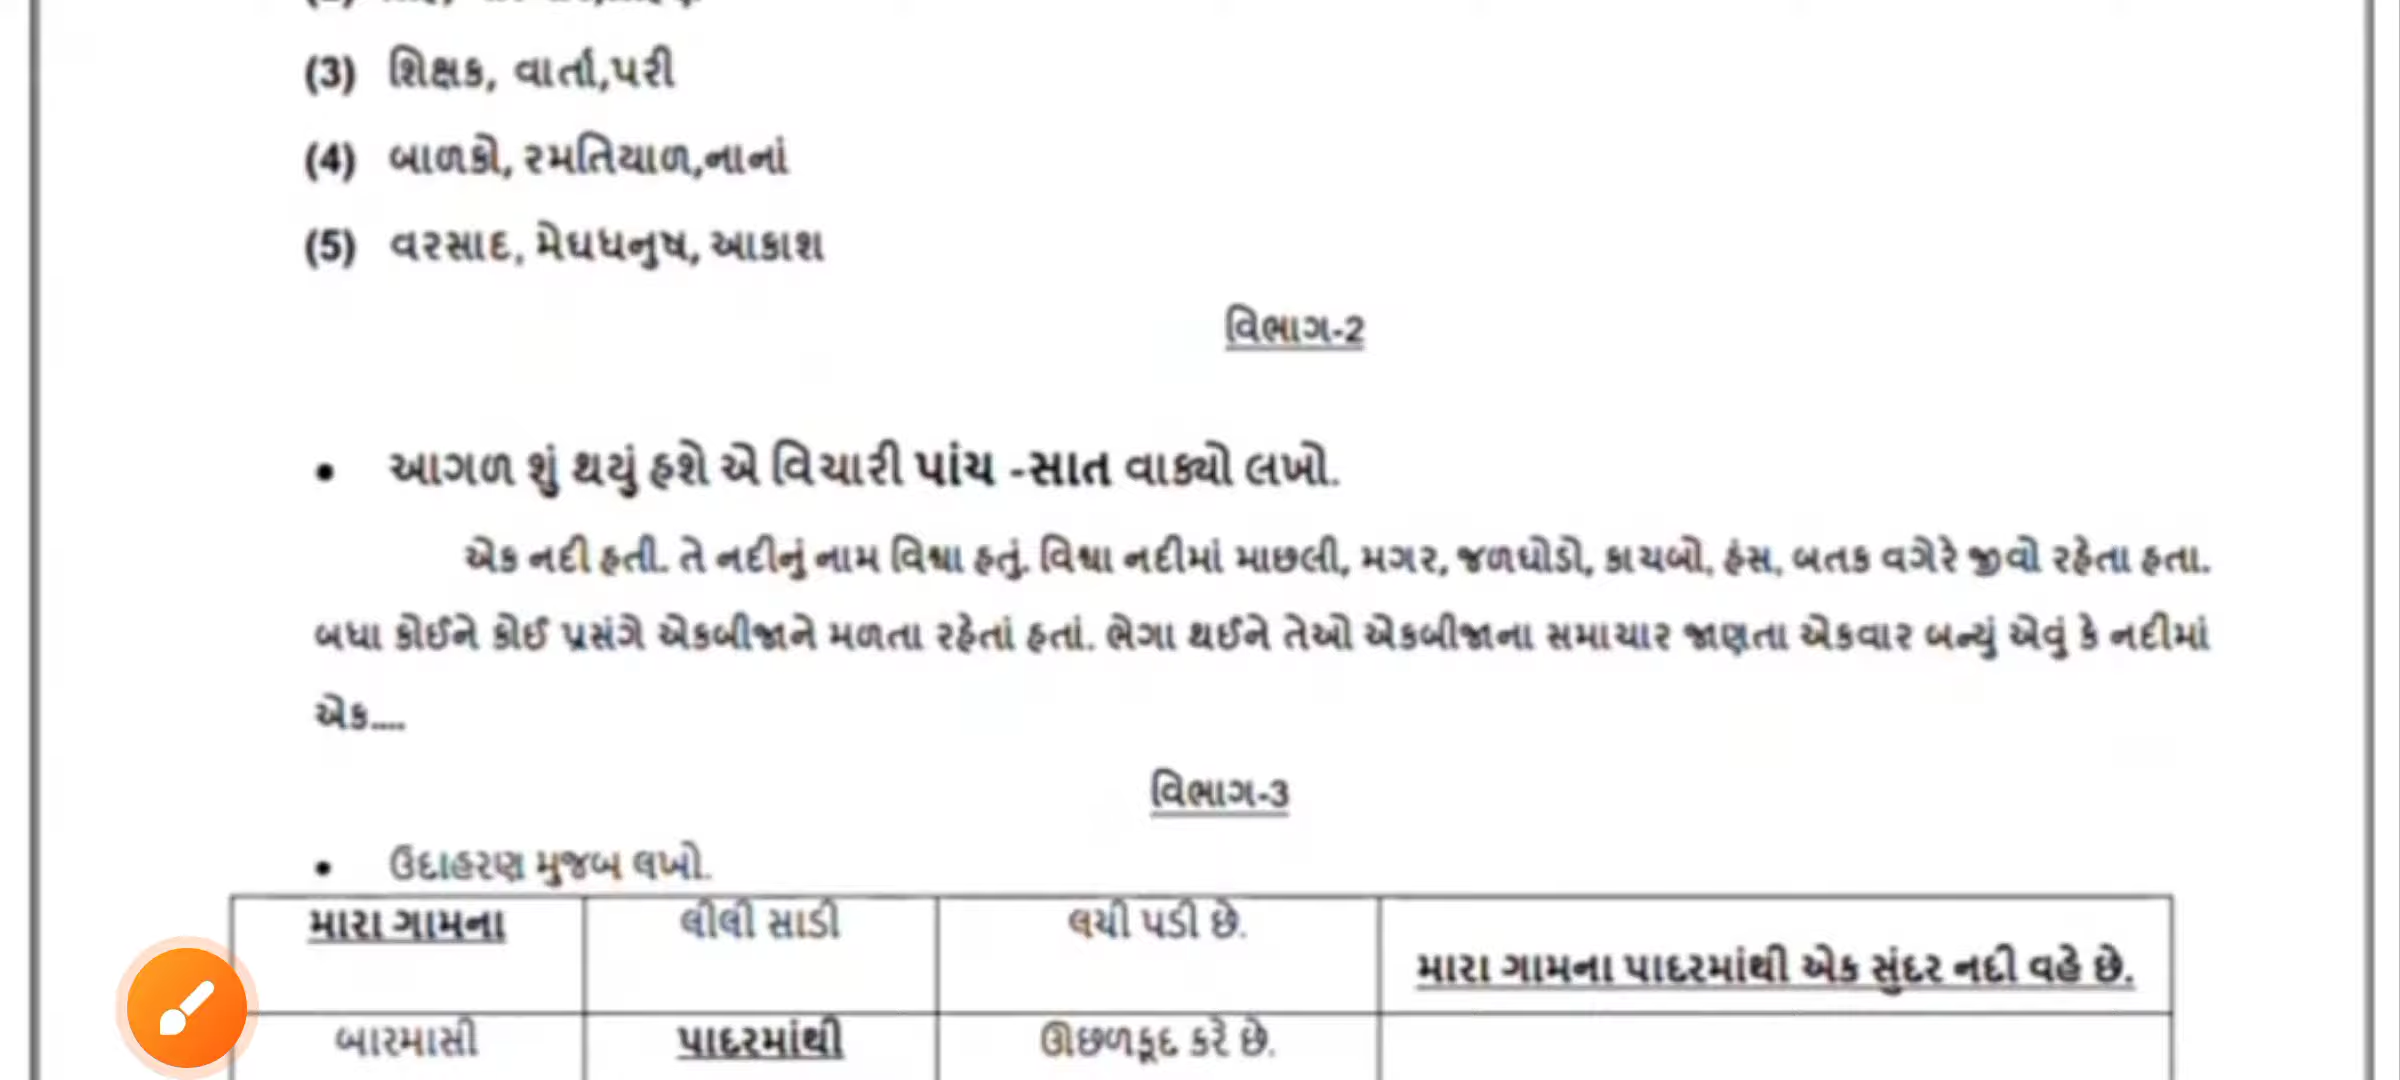 (3) શિક્ષક, વાર્તા,પરી
(4) બાળકો, રમતિયાળ,નાનાં
(5) વરસાદ, મેઘધનુષ, આકાશ
વિભાગ-2
• આગળ શું થયું હશે એ વિચારી પાંચ -સાત વાક્યો લખો.
એક નદી હતી. તે નદીનું નામ વિશ્વા હતું. વિશ્વા નદીમાં માછલી, મગર, જળઘોડો, કાચબો, હંસ, બતક વગેરે જીવો રહેતા હતા.
બધા કોઈને કોઈ પ્રસંગે એકબીજાને મળતા રહેતાં હતાં. ભેગા થઈને તેઓ એકબીજાના સમાચાર જાણતા એકવાર બન્યું એવું કે નદીમાં
એક....
વિભાગ-3
• ઉદાહરણ મુજબ લખો.
મારા ગામના લીલી સાડી લચી પડી છે. મારા ગામના પાદરમાંથી એક સુંદર નદી વહે છે.
બારમાસી પાદરમાંથી ઊછળકૂદ કરે છે.